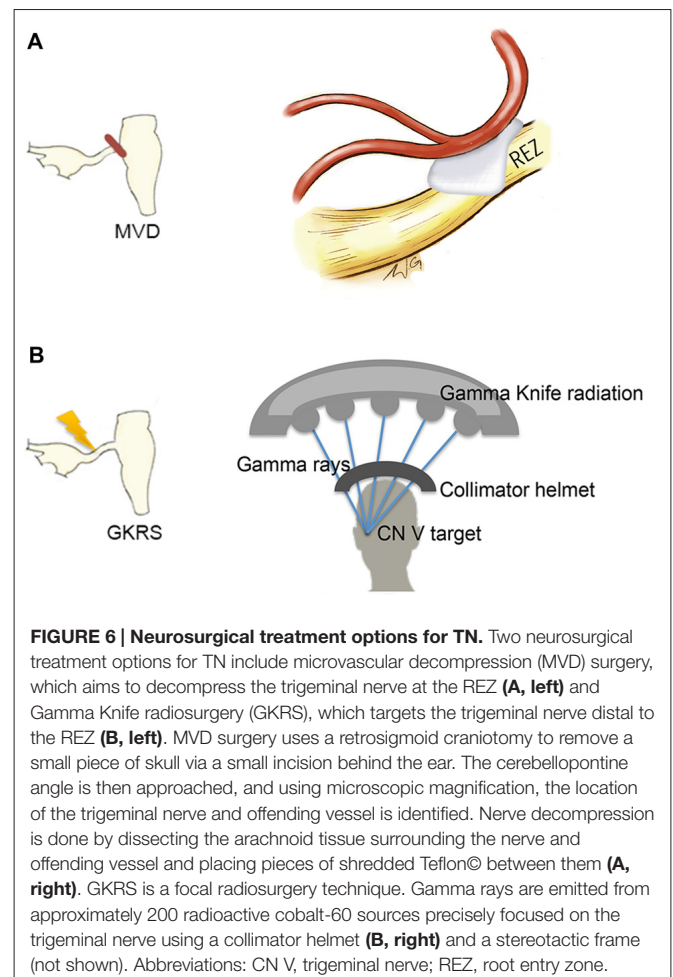 A
MVD
REZ
B
GKRS
Gamma Knife radiation
Gamma rays
Collimator helmet
CN V target
FIGURE 6 | Neurosurgical treatment options for TN. Two neurosurgical
treatment options for TN include microvascular decompression (MVD) surgery,
which aims to decompress the trigeminal nerve at the REZ (A, left) and
Gamma Knife radiosurgery (GKRS), which targets the trigeminal nerve distal to
the REZ (B, left). MVD surgery uses a retrosigmoid craniotomy to remove a
small piece of skull via a small incision behind the ear. The cerebellopontine
angle is then approached, and using microscopic magnification, the location
of the trigeminal nerve and offending vessel is identified. Nerve decompression
is done by dissecting the arachnoid tissue surrounding the nerve and
offending vessel and placing pieces of shredded Teflon© between them (A,
right). GKRS is a focal radiosurgery technique. Gamma rays are emitted from
approximately 200 radioactive cobalt-60 sources precisely focused on the
trigeminal nerve using a collimator helmet (B, right) and a stereotactic frame
(not shown). Abbreviations: CN V, trigeminal nerve; REZ, root entry zone.